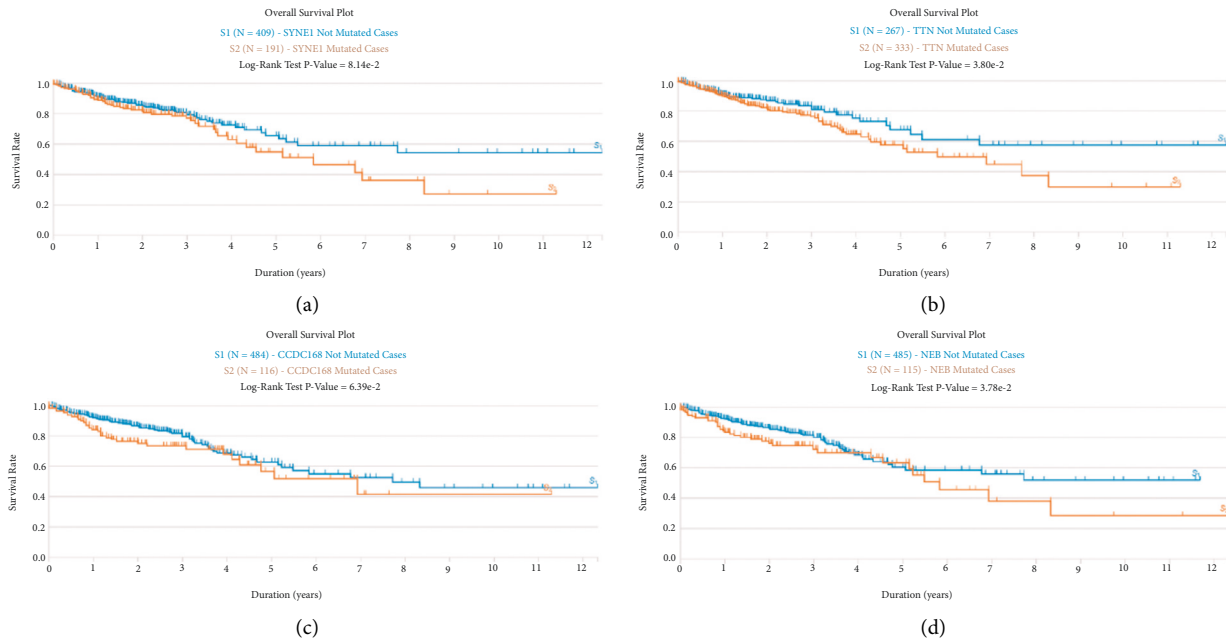 Overall Survival Plot
S1 (N = 409) - SYNE1 Not Mutated Cases
S2 (N = 191) - SYNE1 Mutated Cases
Log-Rank Test P-Value = 8.14e-2
1.0
0.8
0.6
0.4
0.2
0.0
Survival Rate
0 1 2 3 4 5 6 7 8 9 10 11 12
Duration (years)
(a)
Overall Survival Plot
S1 (N = 267) - TTN Not Mutated Cases
S2 (N = 333) - TTN Mutated Cases
Log-Rank Test P-Value = 3.80e-2
1.0
0.8
0.6
0.4
0.2
0.0
Survival Rate
0 1 2 3 4 5 6 7 8 9 10 11 12
Duration (years)
(b)
Overall Survival Plot
S1 (N = 484) - CCDC168 Not Mutated Cases
S2 (N = 116) - CCDC168 Mutated Cases
Log-Rank Test P-Value = 6.39e-2
1.0
0.8
0.6
0.4
0.2
0.0
Survival Rate
0 1 2 3 4 5 6 7 8 9 10 11 12
Duration (years)
(c)
Overall Survival Plot
S1 (N = 485) - NEB Not Mutated Cases
S2 (N = 115) - NEB Mutated Cases
Log-Rank Test P-Value = 3.78e-2
1.0
0.8
0.6
0.4
0.2
0.0
Survival Rate
0 1 2 3 4 5 6 7 8 9 10 11 12
Duration (years)
(d)